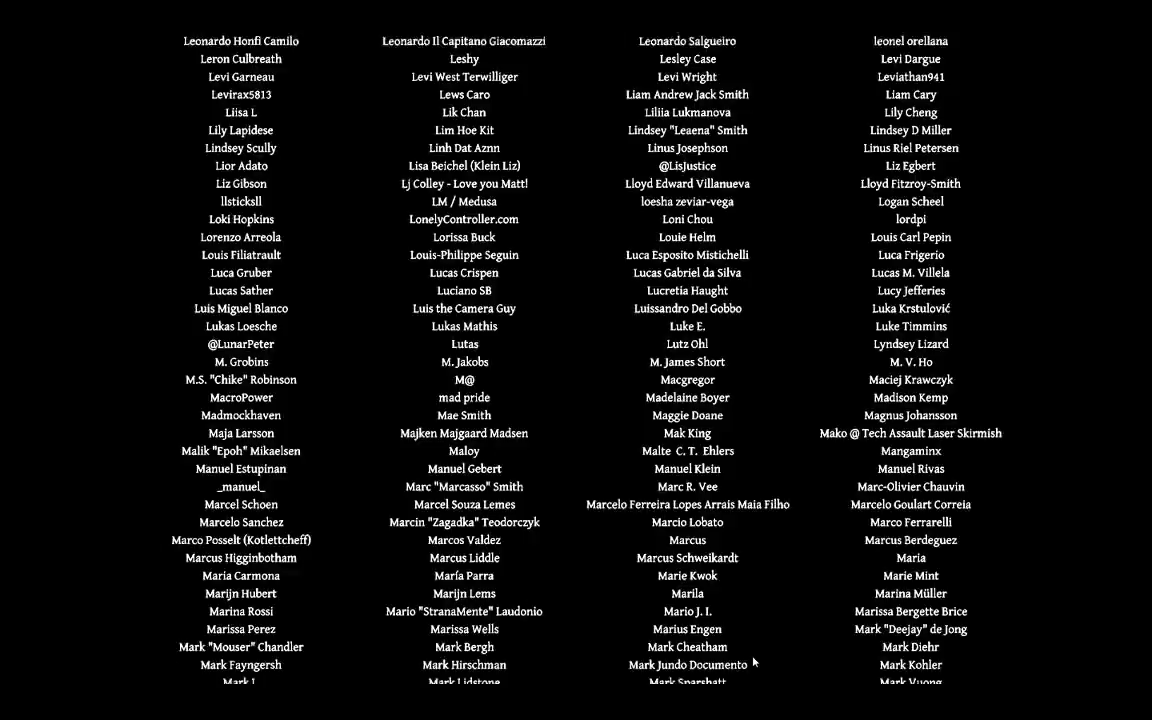 Leonardo Honfi Camilo Leonardo Il Capitano Giacomazzi Leonardo Salgueiro leonel orellana
Leron Culbreath Leshy Lesley Case Levi Dargue
Levi Garneau Levi West Terwilliger Levi Wright Leviathan941
Levirax5813 Lews Caro Liam Andrew Jack Smith Liam Cary
Liisa L Lik Chan Liliia Lukmanova Lily Cheng
Lily Lapidese Lim Hoe Kit Lindsey "Leaena" Smith Lindsey D Miller
Lindsey Scully Linh Dat Aznn Linus Josephson Linus Riel Petersen
Lior Adato Lisa Beichel (Klein Liz) @LisJustice Liz Egbert
Liz Gibson Lj Colley - Love you Matt! Lloyd Edward Villanueva Lloyd Fitzroy-Smith
llsticksll LM / Medusa loesha zeviar-vega Logan Scheel
Loki Hopkins LonelyController.com Loni Chou lordpi
Lorenzo Arreola Lorissa Buck Louie Helm Louis Carl Pepin
Louis Filiatrault Louis-Philippe Seguin Luca Esposito Mistichelli Luca Frigerio
Luca Gruber Lucas Crispen Lucas Gabriel da Silva Lucas M. Villela
Lucas Sather Luciano SB Lucretia Haught Lucy Jefferies
Luis Miguel Blanco Luis the Camera Guy Luissandro Del Gobbo Luka Krstulović
Lukas Loesche Lukas Mathis Luke E. Luke Timmins
@LunarPeter Lutas Lutz Ohl Lyndsey Lizard
M. Grobins M. Jakobs M. James Short M. V. Ho
M.S. "Chike" Robinson M@ Macgregor Maciej Krawczyk
MacroPower mad pride Madelaine Boyer Madison Kemp
Madmockhaven Mae Smith Maggie Doane Magnus Johansson
Maja Larsson Majken Majgaard Madsen Mak King Mako @ Tech Assault Laser Skirmish
Malik "Epoh" Mikaelsen Maloy Malte C. T. Ehlers Mangaminx
Manuel Estupinan Manuel Gebert Manuel Klein Manuel Rivas
_manuel_ Marc "Marcasso" Smith Marc R. Vee Marc-Olivier Chauvin
Marcel Schoen Marcel Souza Lemes Marcelo Ferreira Lopes Arrais Maia Filho Marcelo Goulart Correia
Marcelo Sanchez Marcin "Zagadka" Teodorczyk Marcio Lobato Marco Ferrarelli
Marco Posselt (Kotlettcheff) Marcos Valdez Marcus Marcus Berdeguez
Marcus Higginbotham Marcus Liddle Marcus Schweikardt Maria
Maria Carmona María Parra Marie Kwok Marie Mint
Marijn Hubert Marijn Lems Marila Marina Müller
Marina Rossi Mario "StranaMente" Laudonio Mario J. I. Marissa Bergette Brice
Marissa Perez Marissa Wells Marius Engen Mark "Deejay" de Jong
Mark "Mouser" Chandler Mark Bergh Mark Cheatham Mark Diehr
Mark Fayngersh Mark Hirschman Mark Jundo Documento Mark Kohler
Mark L Mark Lidstone Mark Sparshatt Mark Vuong